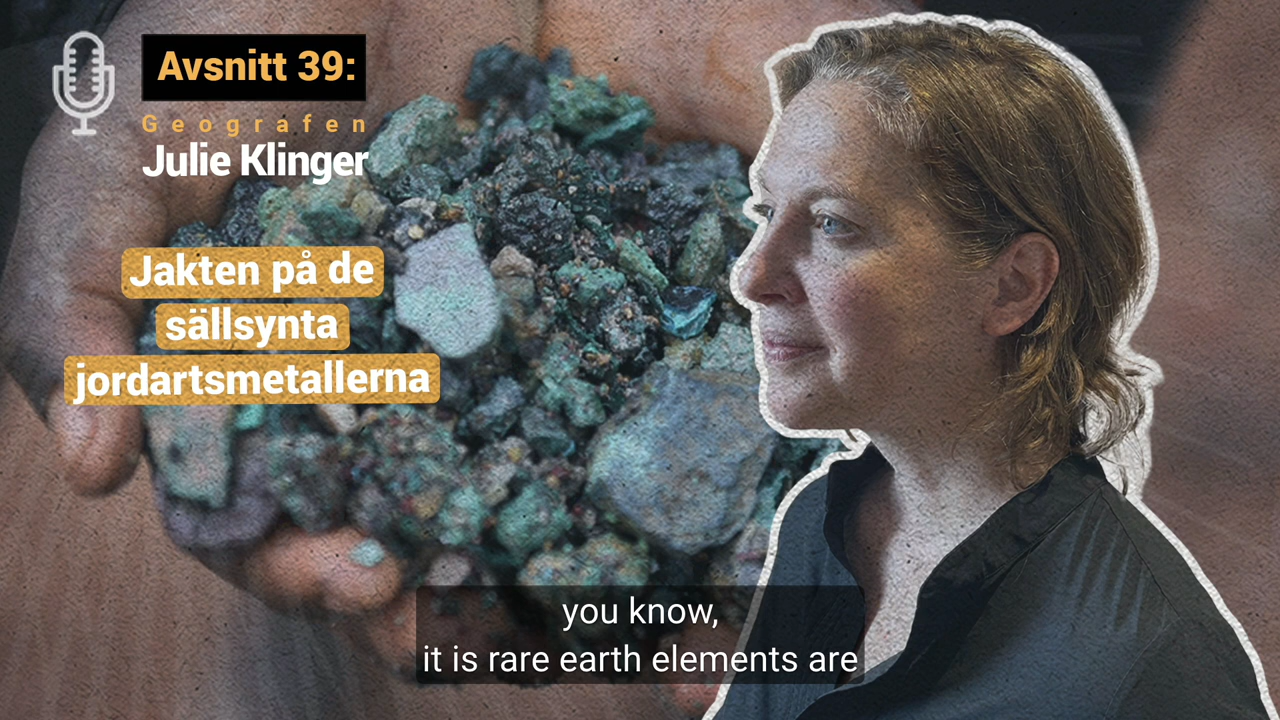 Avsnitt 39:
Geografen
Julie Klinger
Jakten på de
sällsynta
jordartsmetallerna
you know,
it is rare earth elements are